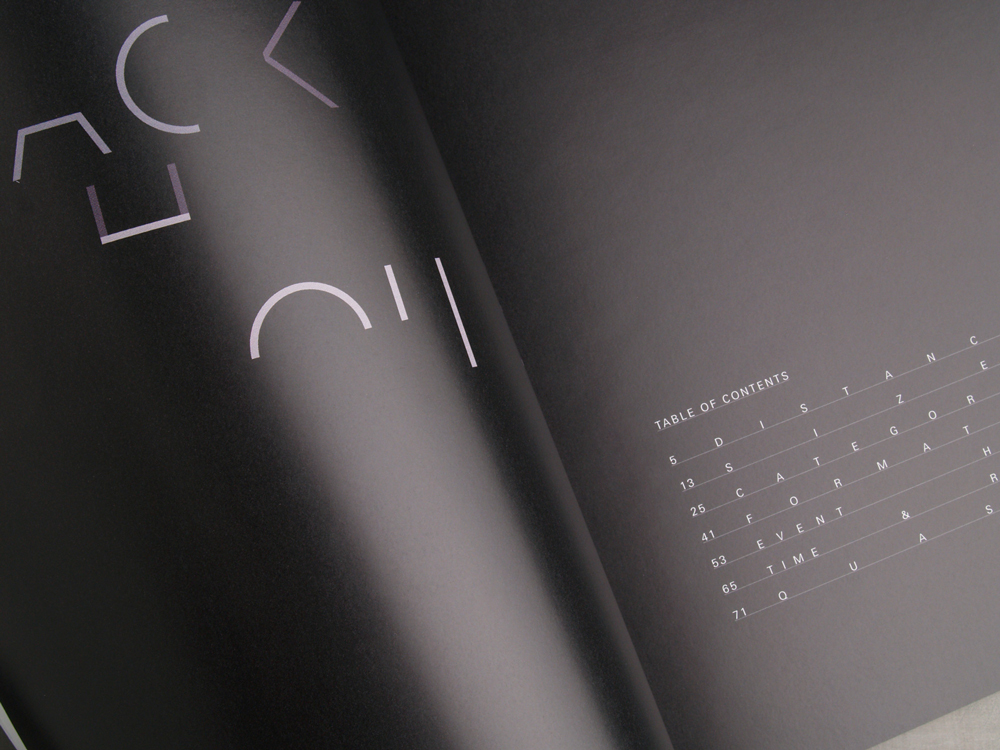 TABLE OF CONTENTS
5 D I S T A N C
13 S I Z E
25 C A T E G O R
41 F O R M A T
53 E V E N T H
65 T I M E & R
71 Q U A S